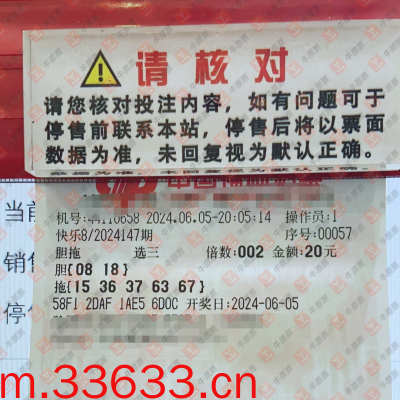 请核对
请您核对投注内容，如有问题可于
停售前联系本站，停售后将以票面
数据为准，未回复视为默认正确。
当前
机号:44110658 2024.06.05-20:05:14 操作员:1
快乐8/2024147期 序号:00057
销售
胆拖 选三 倍数:002 金额:20元
胆{08 18}
拖{15 36 37 63 67}
停售
58F1 2DAF 1AE5 6D0C 开奖日:2024-06-05
m.33633.cn